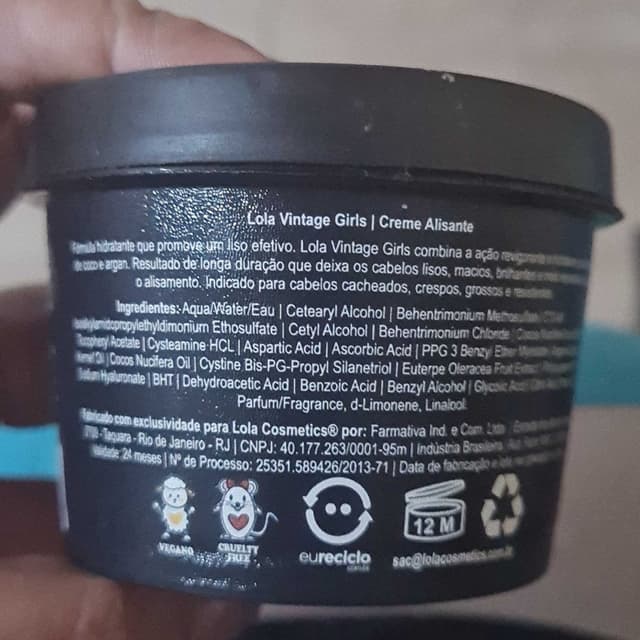 Lola Vintage Girls | Creme Alisante
Fórmula hidratante que promove um liso efetivo. Lola Vintage Girls combina a ação
de coco e argan. Resultado de longa duração que deixa os cabelos lisos, macios, brilhantes e mais
o alisamento. Indicado para cabelos cacheados, crespos, grossos e
Ingredientes: Aqua/Water/Eau | Cetearyl Alcohol | Behentrimonium
Ethosulfate | Cetyl Alcohol | Behentrimonium Chloride |
Tocopheryl Acetate | Cysteamine HCL | Aspartic Acid | Ascorbic Acid | PPG 3 Benzyl Ether
Kernel Oil | Cocos Nucifera Oil | Cystine Bis-PG-Propyl Silanetriol | Euterpe Oleracea Fruit Extract
Sodium Hyaluronate | BHT | Dehydroacetic Acid | Benzoic Acid | Benzyl Alcohol | Glycolic
Parfum/Fragrance, d-Limonene, Linalool.
Fabricado com exclusividade para Lola Cosmetics® por: Farmativa Ind. e Com. Ltda
- Taquara - Rio de Janeiro - RJ | CNPJ: 40.177.263/0001-95m | Indústria Brasileira.
Validade: 24 meses | Nº de Processo: 25351.589426/2013-71 | Data de fabricação e
VEGANO
CRUELTY FREE
eureciclo
12 M
sac@lolacosmetics.com.br